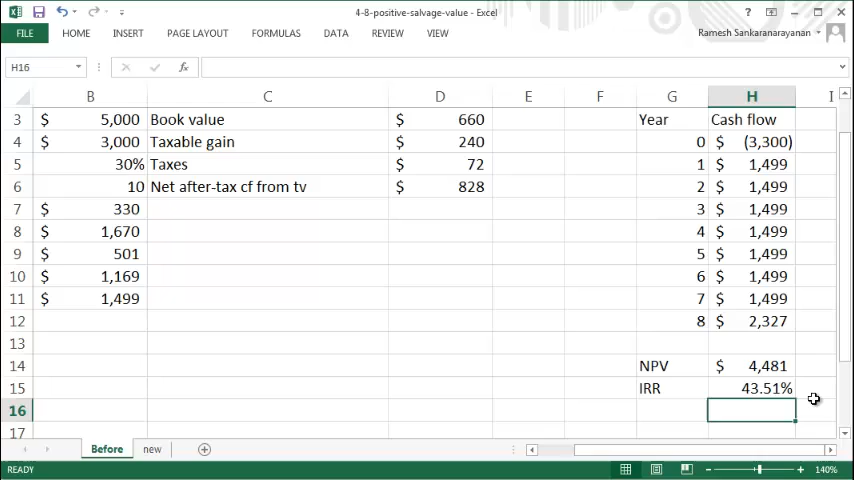 4-8-positive-salvage-value - Excel
FILE HOME INSERT PAGE LAYOUT FORMULAS DATA REVIEW VIEW Ramesh Sankaranarayanan
H16 fx
B C D E F G H I
3 $ 5,000 Book value $ 660 Year Cash flow
4 $ 3,000 Taxable gain $ 240 0 $ (3,300)
5 30% Taxes $ 72 1 $ 1,499
6 10 Net after-tax cf from tv $ 828 2 $ 1,499
7 $ 330 3 $ 1,499
8 $ 1,670 4 $ 1,499
9 $ 501 5 $ 1,499
10 $ 1,169 6 $ 1,499
11 $ 1,499 7 $ 1,499
12 8 $ 2,327
13
14 NPV $ 4,481
15 IRR 43.51%
16
17
Before new
READY 140%